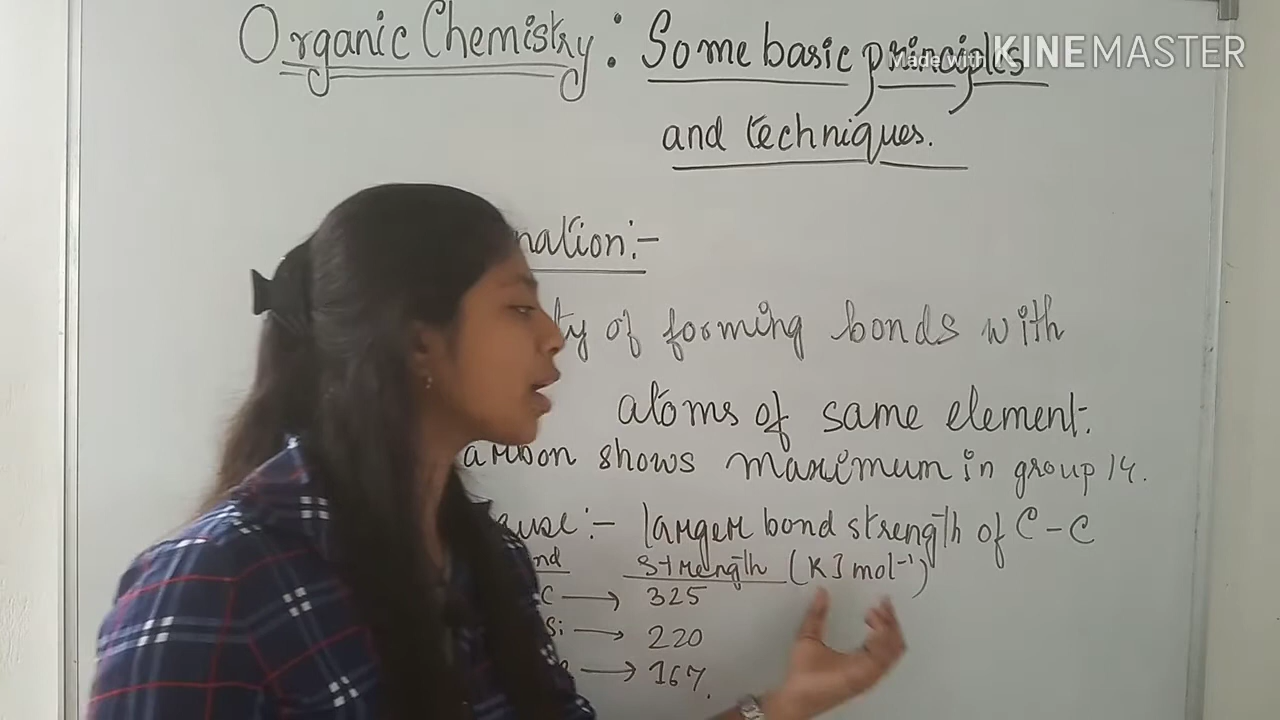 Organic Chemistry : Some basic principles
Made with KINEMASTER
and techniques.
nation:-
ty of forming bonds with
atoms of same element.
arbon shows maximum in group 14.
ause:- larger bond strength of C-C
nd Strength (KJ mol⁻¹)
C → 325
Si → 220
→ 167.